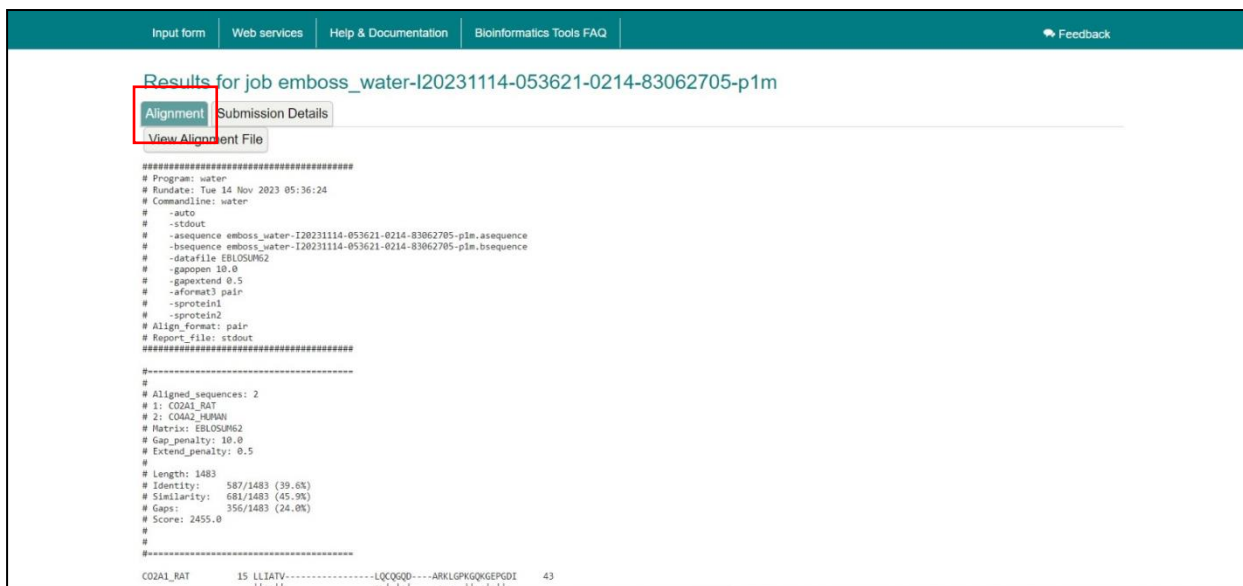 Input form Web services Help & Documentation Bioinformatics Tools FAQ Feedback
Results for job emboss_water-I20231114-053621-0214-83062705-p1m
Alignment Submission Details
View Alignment File
########################################
# Program: water
# Rundate: Tue 14 Nov 2023 05:36:24
# Commandline: water
#    -auto
#    -stdout
#    -asequence emboss_water-I20231114-053621-0214-83062705-p1m.asequence
#    -bsequence emboss_water-I20231114-053621-0214-83062705-p1m.bsequence
#    -datafile EBLOSUM62
#    -gapopen 10.0
#    -gapextend 0.5
#    -aformat3 pair
#    -sprotein1
#    -sprotein2
# Align_format: pair
# Report_file: stdout
########################################
#=======================================
#
# Aligned_sequences: 2
# 1: CO2A1_RAT
# 2: CO4A2_HUMAN
# Matrix: EBLOSUM62
# Gap_penalty: 10.0
# Extend_penalty: 0.5
#
# Length: 1483
# Identity:     587/1483 (39.6%)
# Similarity:   681/1483 (45.9%)
# Gaps:         356/1483 (24.0%)
# Score: 2455.0
#
#
#=======================================
CO2A1_RAT         15 LLIATV-----------------LQCQGQD----ARKLGPKGQKGEPGDI     43